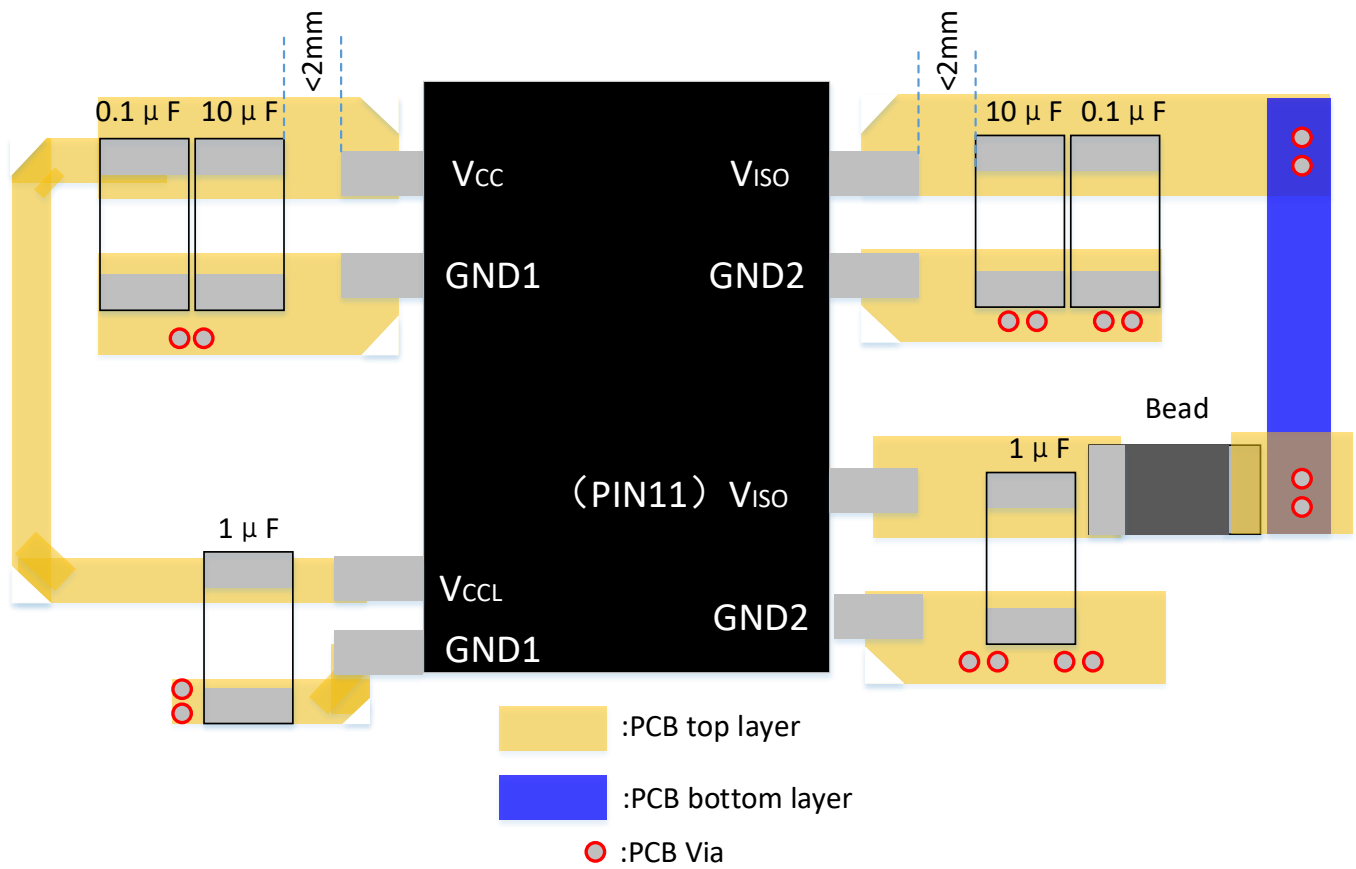 <2mm
<2mm
0.1 μ F
10 μ F
10 μ F
0.1 μ F
VCC
VISO
GND1
GND2
Bead
1 μ F
（PIN11）VISO
1 μ F
VCCL
GND2
GND1
:PCB top layer
:PCB bottom layer
:PCB Via